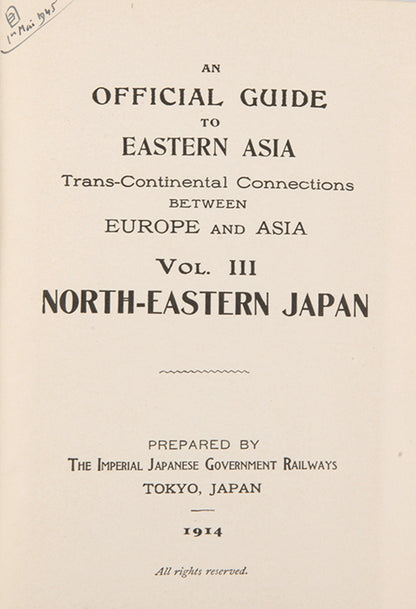 1er Mai 1945
AN
OFFICIAL GUIDE
TO
EASTERN ASIA
Trans-Continental Connections
BETWEEN
EUROPE AND ASIA
VOL. III
NORTH-EASTERN JAPAN
PREPARED BY
THE IMPERIAL JAPANESE GOVERNMENT RAILWAYS
TOKYO, JAPAN
1914
All rights reserved.